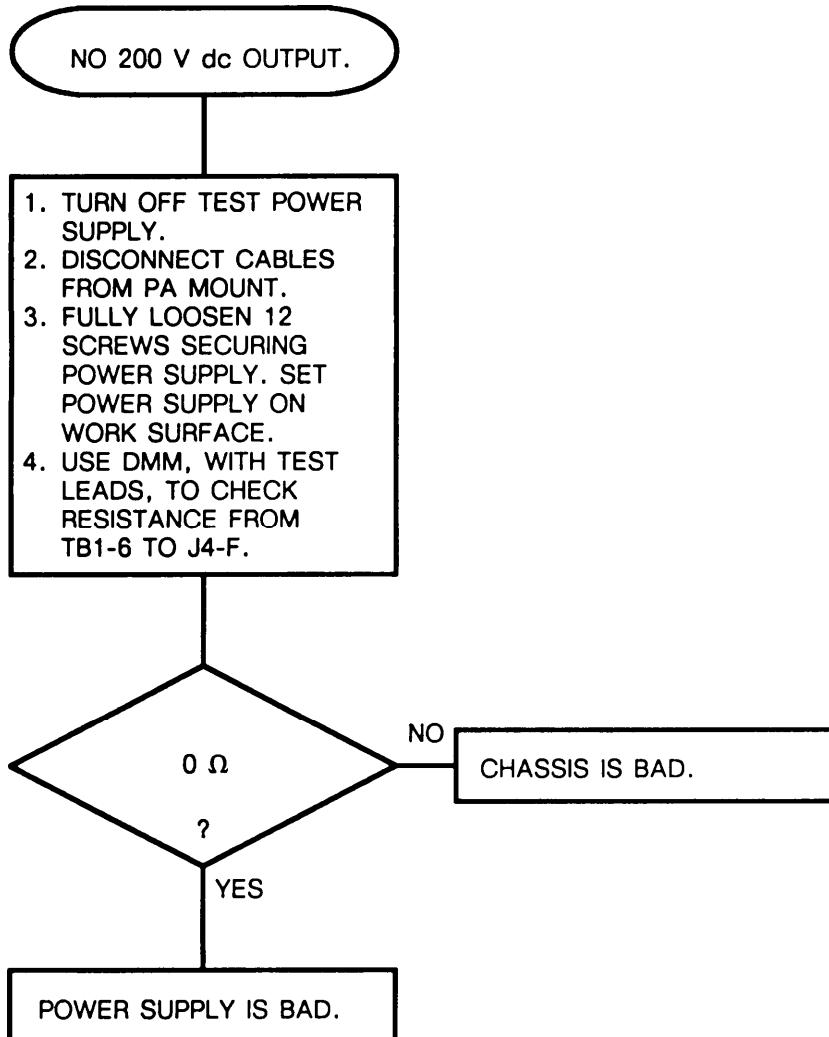 NO 200 V dc OUTPUT.
1. TURN OFF TEST POWER
SUPPLY.
2. DISCONNECT CABLES
FROM PA MOUNT.
3. FULLY LOOSEN 12
SCREWS SECURING
POWER SUPPLY. SET
POWER SUPPLY ON
WORK SURFACE.
4. USE DMM, WITH TEST
LEADS, TO CHECK
RESISTANCE FROM
TB1-6 TO J4-F.
0 Ω
?
NO
CHASSIS IS BAD.
YES
POWER SUPPLY IS BAD.